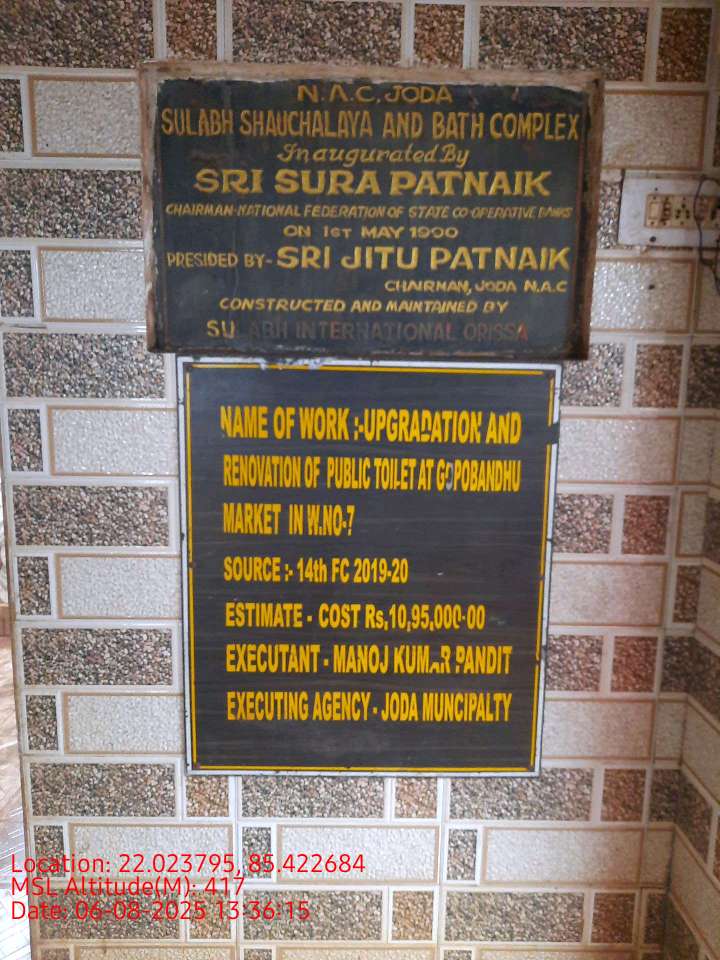 N.A.C, JODA
SULABH SHAUCHALAYA AND BATH COMPLEX
Inaugurated By
SRI SURA PATNAIK
CHAIRMAN-NATIONAL FEDERATION OF STATE CO-OPERATIVE BANKS
ON 1ST MAY 1990
PRESIDED BY- SRI JITU PATNAIK
CHAIRMAN, JODA N.A.C
CONSTRUCTED AND MAINTAINED BY
SULABH INTERNATIONAL ORISSA
NAME OF WORK :-UPGRADATION AND
RENOVATION OF PUBLIC TOILET AT GOPOBANDHU
MARKET IN W.NO-7
SOURCE :- 14th FC 2019-20
ESTIMATE - COST Rs,10,95,000-00
EXECUTANT - MANOJ KUMAR PANDIT
EXECUTING AGENCY - JODA MUNCIPALTY
Location: 22.023795, 85.422684
MSL Altitude(M): 417
Date: 06-08-2025 13:36:15